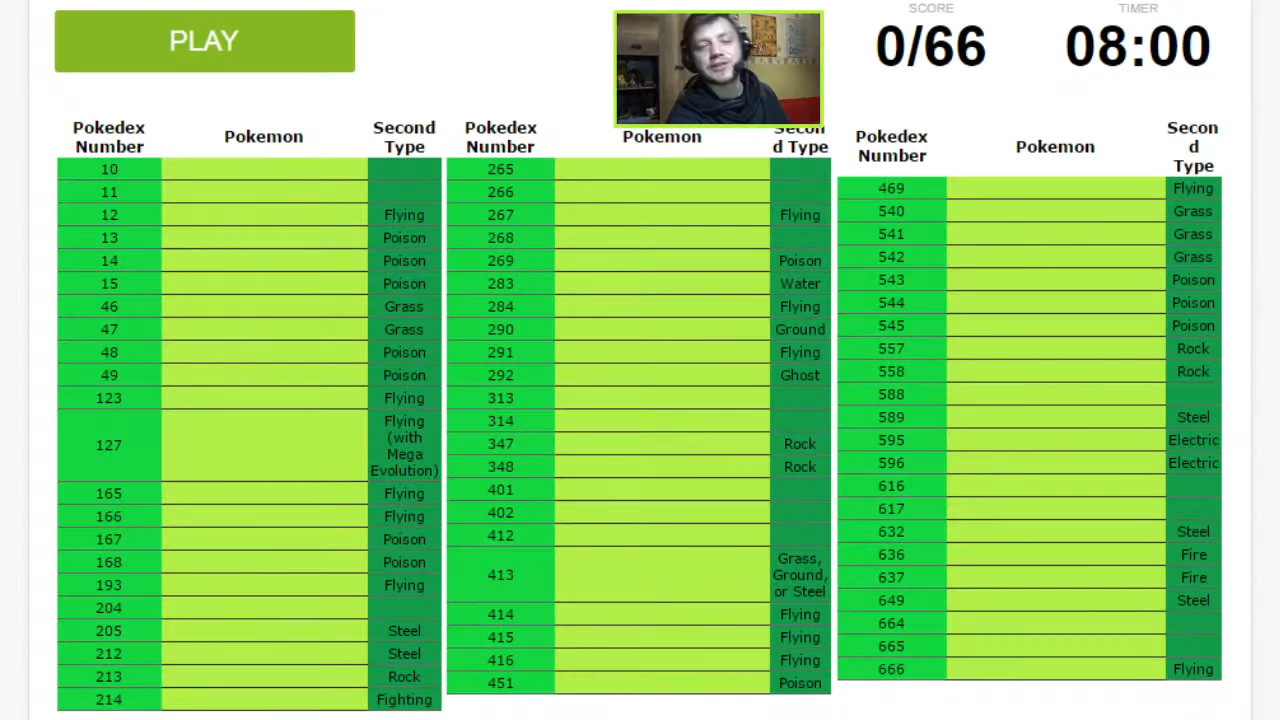 PLAY
SCORE
0/66
TIMER
08:00
Pokedex Number Pokemon Second Type
10
11
12 Flying
13 Poison
14 Poison
15 Poison
46 Grass
47 Grass
48 Poison
49 Poison
123 Flying
127 Flying (with Mega Evolution)
165 Flying
166 Flying
167 Poison
168 Poison
193 Flying
204
205 Steel
212 Steel
213 Rock
214 Fighting
Pokedex Number Pokemon Second Type
265
266
267 Flying
268
269 Poison
283 Water
284 Flying
290 Ground
291 Flying
292 Ghost
313
314
347 Rock
348 Rock
401
402
412
413 Grass, Ground, or Steel
414 Flying
415 Flying
416 Flying
451 Poison
Pokedex Number Pokemon Second Type
469 Flying
540 Grass
541 Grass
542 Grass
543 Poison
544 Poison
545 Poison
557 Rock
558 Rock
588
589 Steel
595 Electric
596 Electric
616
617
632 Steel
636 Fire
637 Fire
649 Steel
664
665
666 Flying